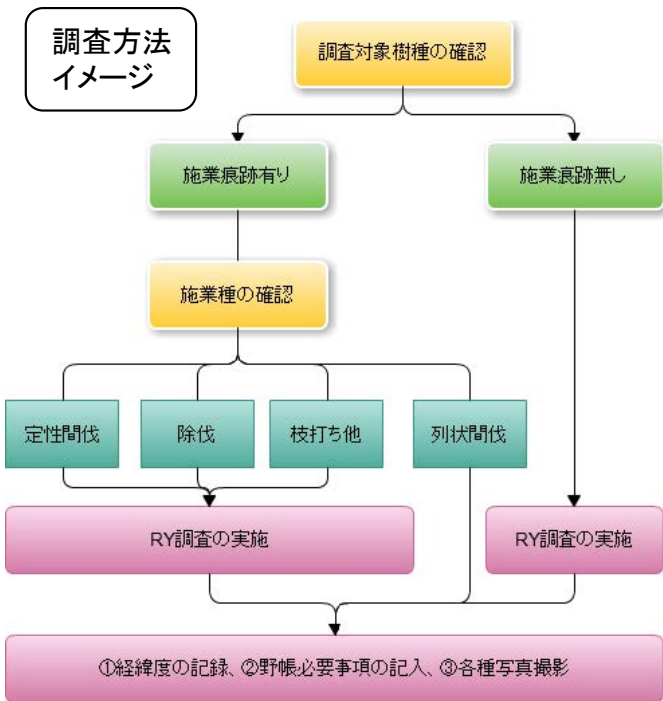 調査方法
イメージ
調査対象樹種の確認
施業痕跡有り
施業痕跡無し
施業種の確認
定性間伐
除伐
枝打ち他
列状間伐
RY調査の実施
RY調査の実施
①経緯度の記録、②野帳必要事項の記入、③各種写真撮影